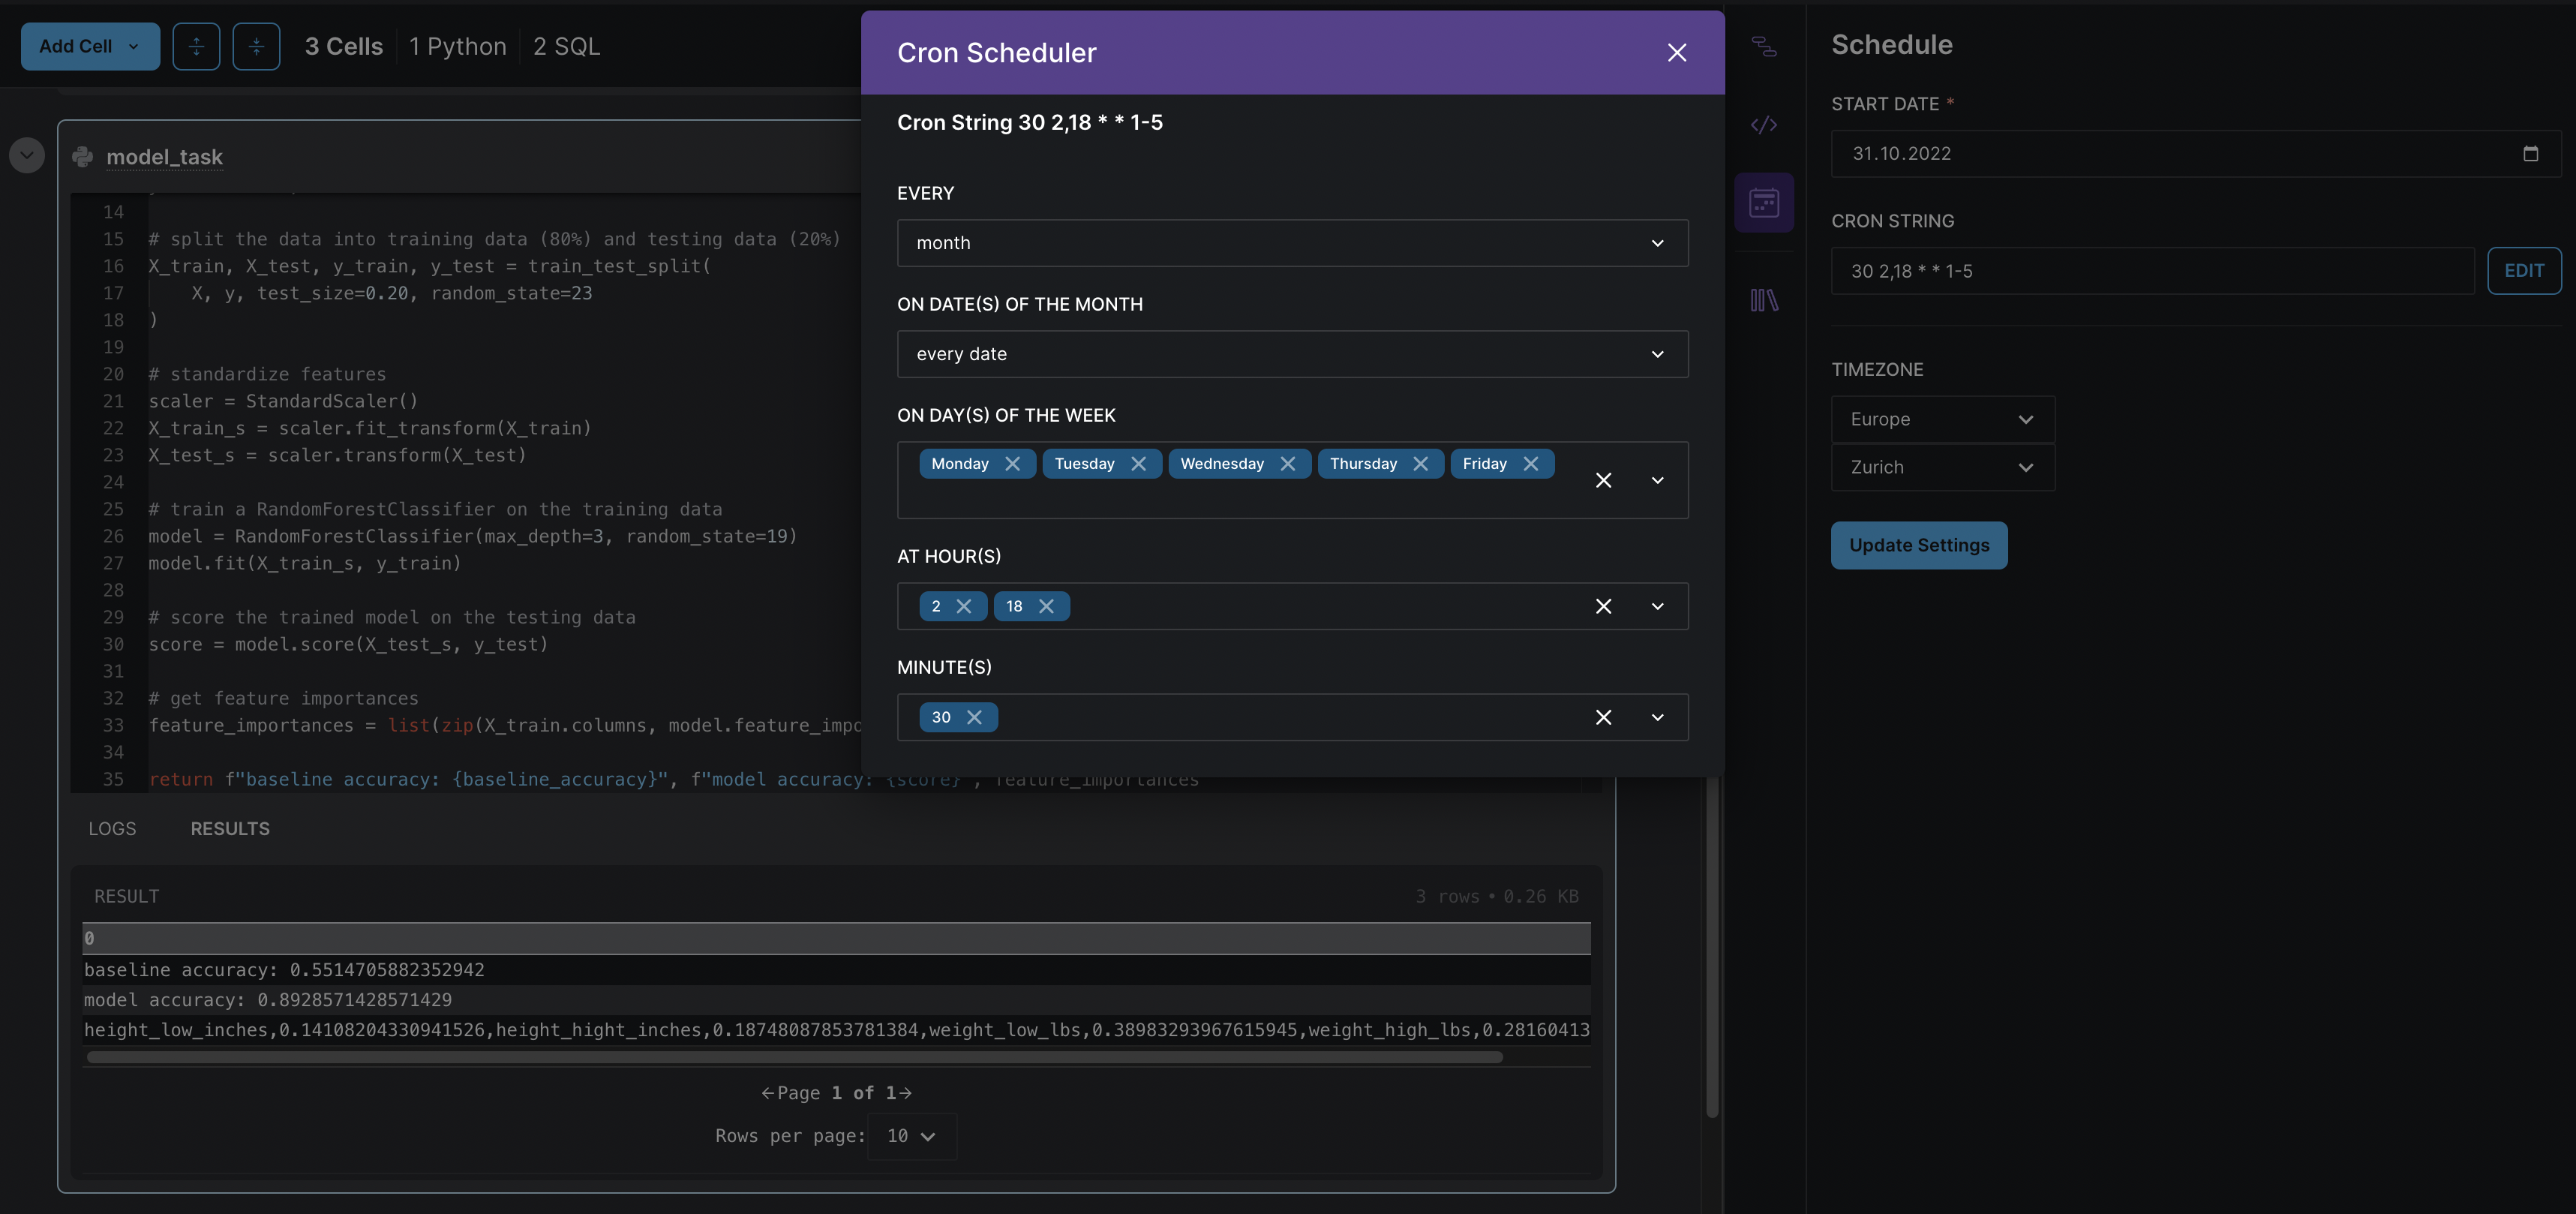 Add Cell
3 Cells 1 Python 2 SQL
model_task
14
15 # split the data into training data (80%) and testing data (20%)
16 X_train, X_test, y_train, y_test = train_test_split(
17 X, y, test_size=0.20, random_state=23
18 )
19
20 # standardize features
21 scaler = StandardScaler()
22 X_train_s = scaler.fit_transform(X_train)
23 X_test_s = scaler.transform(X_test)
24
25 # train a RandomForestClassifier on the training data
26 model = RandomForestClassifier(max_depth=3, random_state=19)
27 model.fit(X_train_s, y_train)
28
29 # score the trained model on the testing data
30 score = model.score(X_test_s, y_test)
31
32 # get feature importances
33 feature_importances = list(zip(X_train.columns, model.feature_impo
34
35 return f"baseline accuracy: {baseline_accuracy}", f"model accuracy: {score}", feature_importances
LOGS RESULTS
RESULT 3 rows • 0.26 KB
0
baseline accuracy: 0.5514705882352942
model accuracy: 0.8928571428571429
height_low_inches,0.14108204330941526,height_hight_inches,0.18748087853781384,weight_low_lbs,0.38983293967615945,weight_high_lbs,0.28160413
←Page 1 of 1→
Rows per page: 10
Cron Scheduler
Cron String 30 2,18 * * 1-5
EVERY
month
ON DATE(S) OF THE MONTH
every date
ON DAY(S) OF THE WEEK
Monday Tuesday Wednesday Thursday Friday
AT HOUR(S)
2 18
MINUTE(S)
30
Schedule
START DATE *
31.10.2022
CRON STRING
30 2,18 * * 1-5 EDIT
TIMEZONE
Europe
Zurich
Update Settings